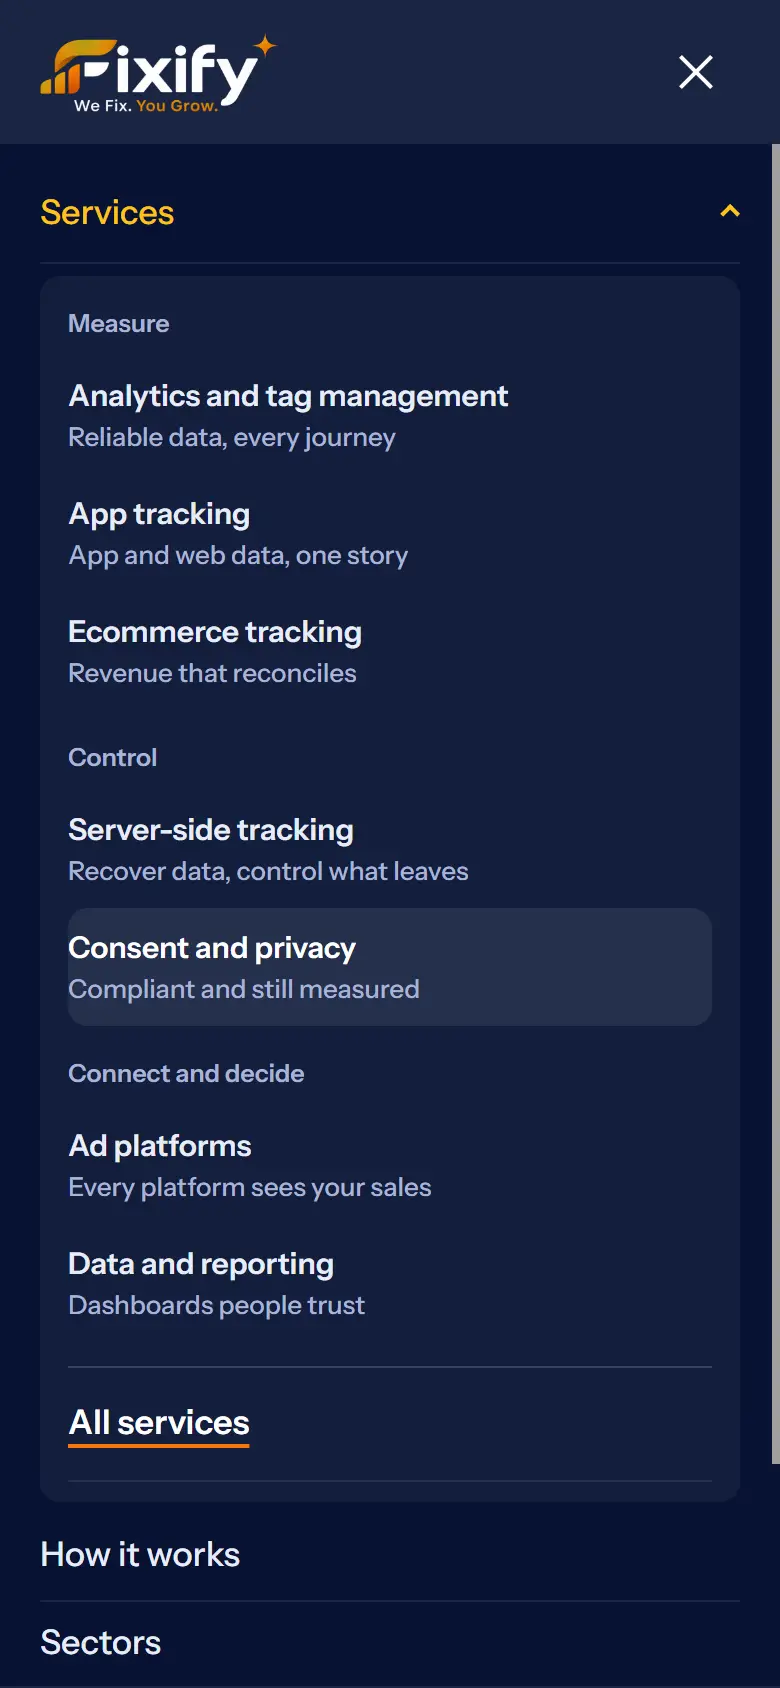 Fixify
We Fix. You Grow.
Services
Measure
Analytics and tag management
Reliable data, every journey
App tracking
App and web data, one story
Ecommerce tracking
Revenue that reconciles
Control
Server-side tracking
Recover data, control what leaves
Consent and privacy
Compliant and still measured
Connect and decide
Ad platforms
Every platform sees your sales
Data and reporting
Dashboards people trust
All services
How it works
Sectors